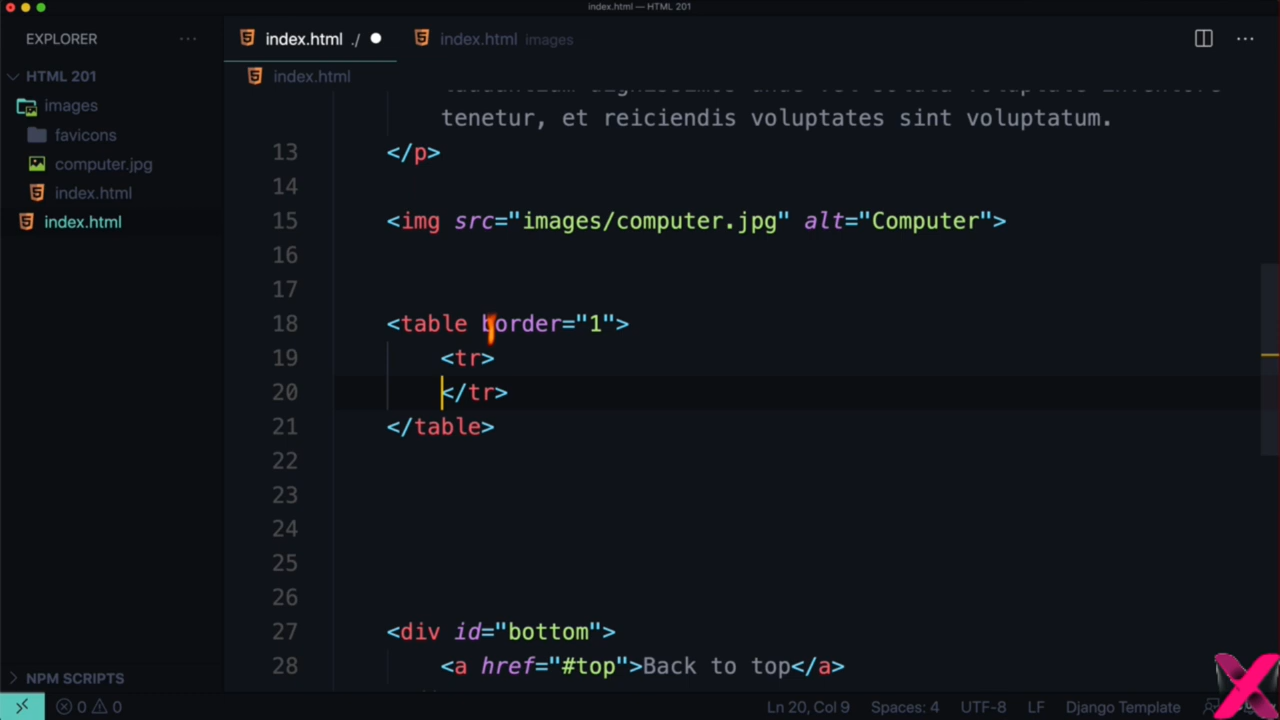 index.html — HTML 201
EXPLORER ···
index.html ./
index.html images
HTML 201
index.html
images
favicons
computer.jpg
index.html
index.html
tenetur, et reiciendis voluptates sint voluptatum.
13 </p>
14
15 <img src="images/computer.jpg" alt="Computer">
16
17
18 <table border="1">
19 <tr>
20 </tr>
21 </table>
22
23
24
25
26
27 <div id="bottom">
28 <a href="#top">Back to top</a>
NPM SCRIPTS
0 0
Ln 20, Col 9 Spaces: 4 UTF-8 LF Django Template
X